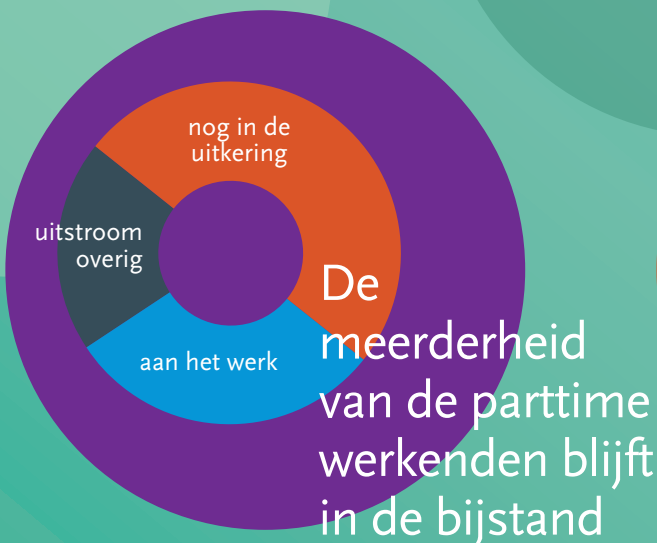 nog in de
uitkering
uitstroom
overig
aan het werk
De
meerderheid
van de parttime
werkenden blijft
in de bijstand